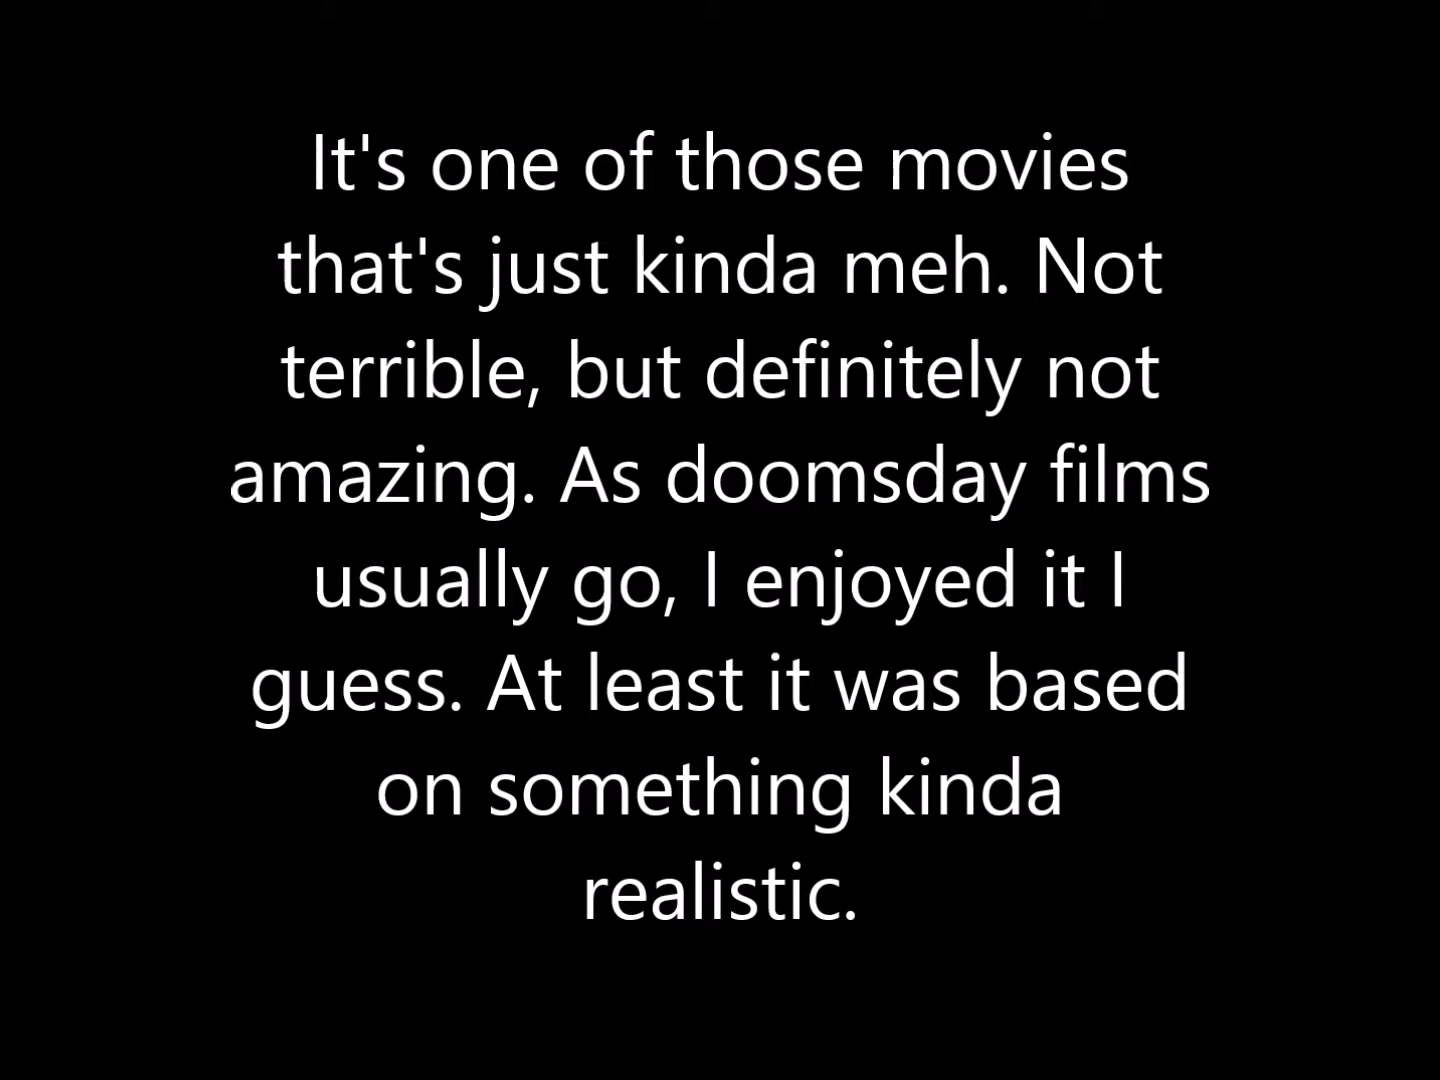 It's one of those movies
that's just kinda meh. Not
terrible, but definitely not
amazing. As doomsday films
usually go, I enjoyed it I
guess. At least it was based
on something kinda
realistic.